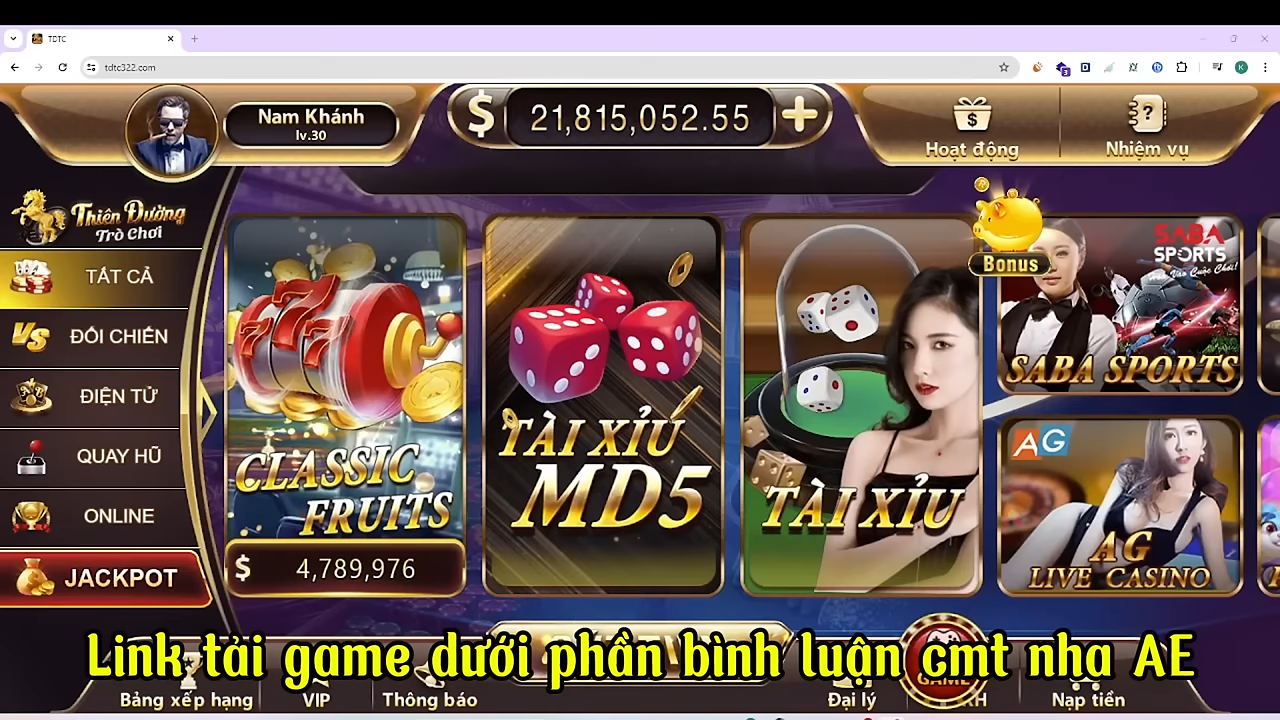 TDTC
tdtc322.com
Nam Khánh
lv.30
$ 21,815,052.55 +
Hoạt động
Nhiệm vụ
Thiên Đường
Trò Chơi
TẤT CẢ
VS ĐỐI CHIẾN
ĐIỆN TỬ
QUAY HŨ
ONLINE
JACKPOT
777
CLASSIC
FRUITS
$ 4,789,976
TÀI XỈU
MD5
TÀI XỈU
Bonus
SABA
SPORTS
SABA SPORTS
AG
AG
LIVE CASINO
Link tải game dưới phần bình luận cmt nha AE
GAME
Bảng xếp hạng
VIP
Thông báo
Đại lý
Nạp tiền